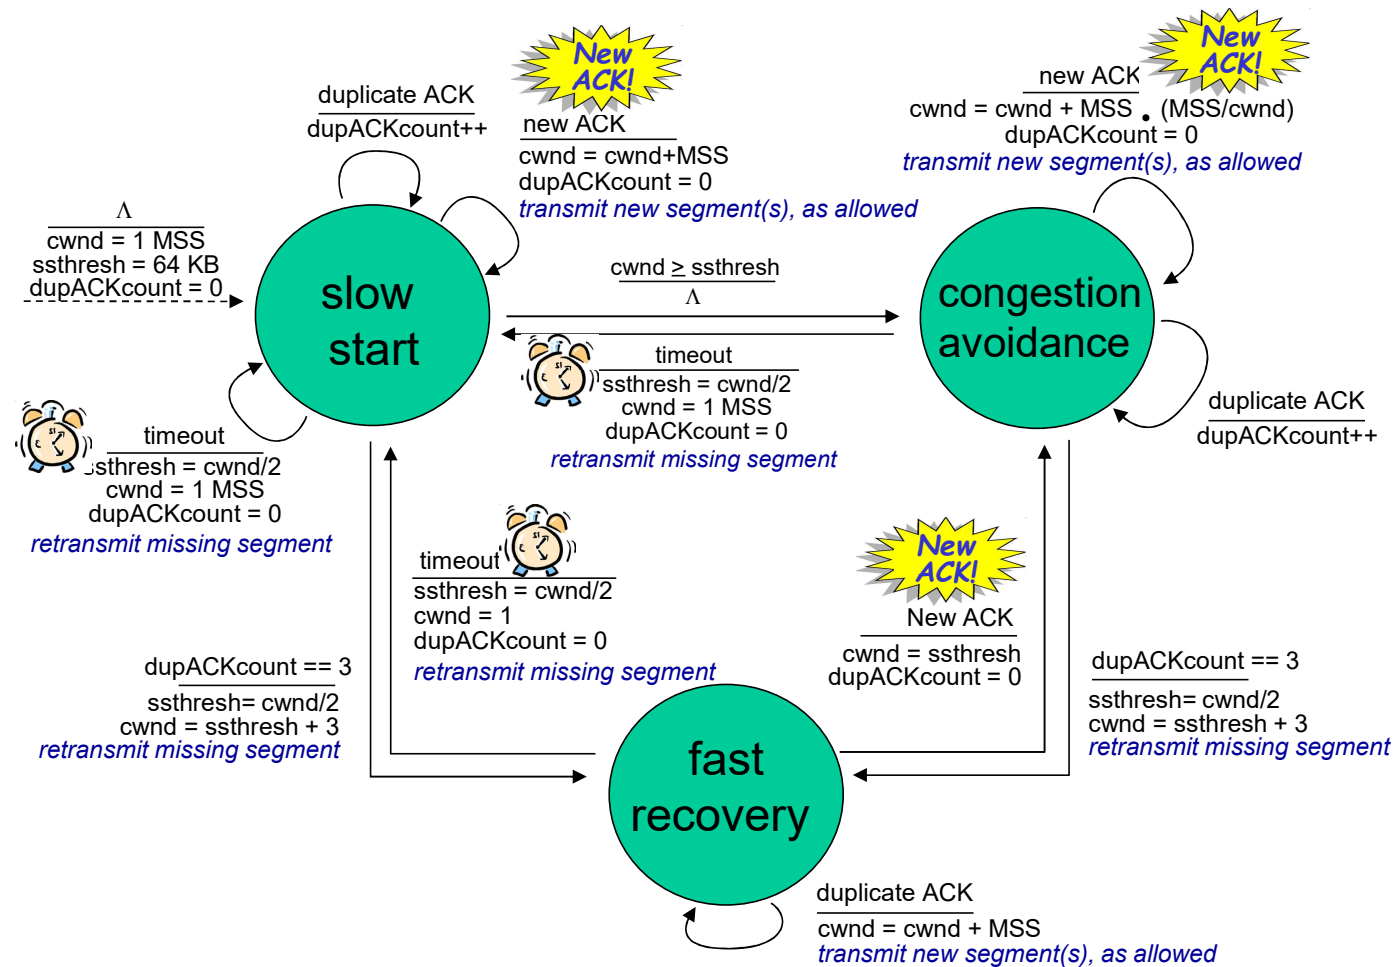 New
ACK!
duplicate ACK
dupACKcount++
new ACK
cwnd = cwnd+MSS
dupACKcount = 0
transmit new segment(s), as allowed
New
ACK!
new ACK
cwnd = cwnd + MSS • (MSS/cwnd)
dupACKcount = 0
transmit new segment(s), as allowed
Λ
cwnd = 1 MSS
ssthresh = 64 KB
dupACKcount = 0
slow
start
cwnd ≥ ssthresh
Λ
congestion
avoidance
timeout
ssthresh = cwnd/2
cwnd = 1 MSS
dupACKcount = 0
retransmit missing segment
duplicate ACK
dupACKcount++
timeout
ssthresh = cwnd/2
cwnd = 1 MSS
dupACKcount = 0
retransmit missing segment
timeout
ssthresh = cwnd/2
cwnd = 1
dupACKcount = 0
retransmit missing segment
New
ACK!
New ACK
cwnd = ssthresh
dupACKcount = 0
dupACKcount == 3
ssthresh= cwnd/2
cwnd = ssthresh + 3
retransmit missing segment
dupACKcount == 3
ssthresh= cwnd/2
cwnd = ssthresh + 3
retransmit missing segment
fast
recovery
duplicate ACK
cwnd = cwnd + MSS
transmit new segment(s), as allowed